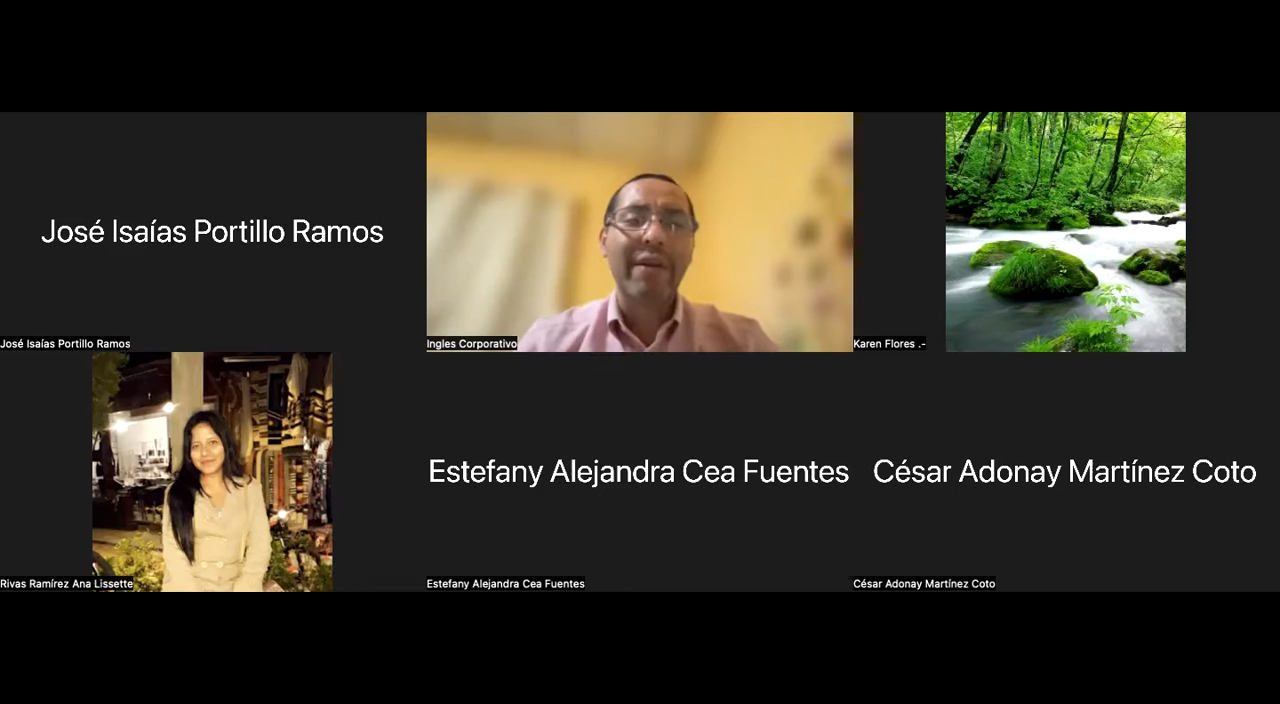 José Isaías Portillo Ramos
José Isaías Portillo Ramos
Ingles Corporativo
Karen Flores .-
Estefany Alejandra Cea Fuentes
César Adonay Martínez Coto
Rivas Ramírez Ana Lissette
Estefany Alejandra Cea Fuentes
César Adonay Martínez Coto